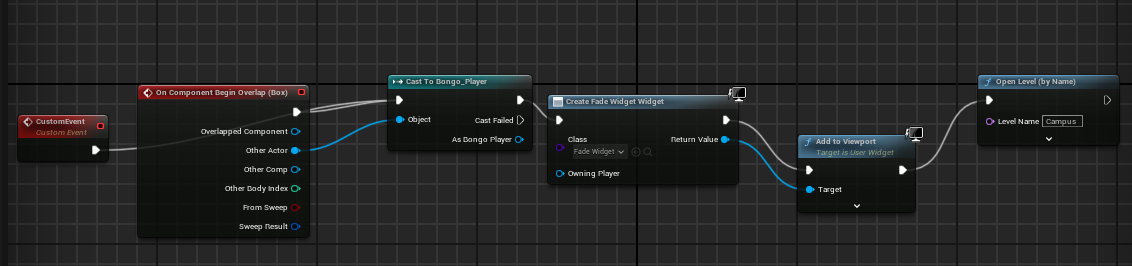 CustomEvent
Custom Event
On Component Begin Overlap (Box)
Overlapped Component
Other Actor
Other Comp
Other Body Index
From Sweep
Sweep Result
Cast To Bongo_Player
Object
Cast Failed
As Bongo Player
Create Fade Widget Widget
Class
Fade Widget
Return Value
Owning Player
Add to Viewport
Target is User Widget
Target
Open Level (by Name)
Level Name Campus